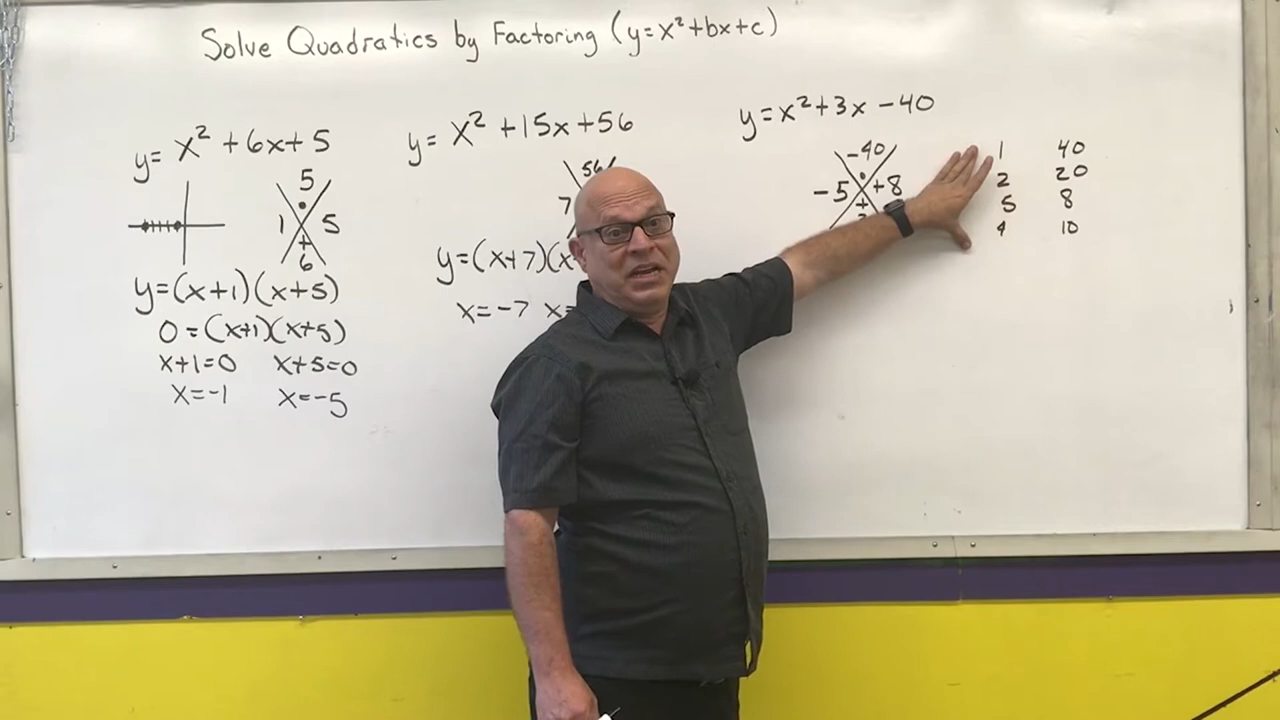 Solve Quadratics by Factoring (y=x²+bx+c)
y= x² +6x+5
5
1 5
+
6
y=(x+1)(x+5)
0=(x+1)(x+5)
x+1=0 x+5=0
x=-1 x=-5
y= x² +15x+56
56
7
y=(x+7)(x
x=-7 x=
y=x²+3x-40
-40
-5 +8
+
1 40
2 20
5 8
4 10